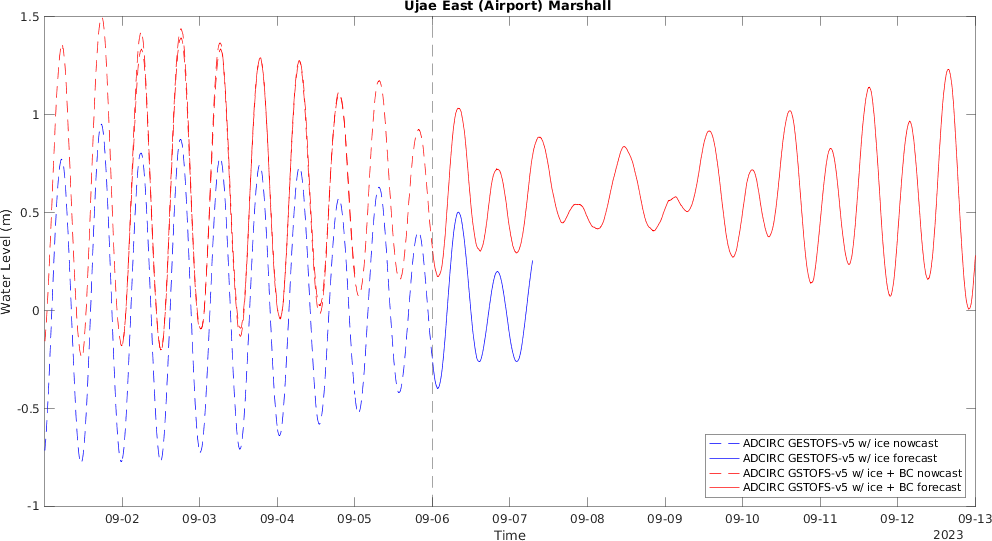 Ujae East (Airport) Marshall
1.5
1
0.5
0
-0.5
-1
Water Level (m)
09-02 09-03 09-04 09-05 09-06 09-07 09-08 09-09 09-10 09-11 09-12 09-13
Time
2023
ADCIRC GESTOFS-v5 w/ ice nowcast
ADCIRC GESTOFS-v5 w/ ice forecast
ADCIRC GSTOFS-v5 w/ ice + BC nowcast
ADCIRC GSTOFS-v5 w/ ice + BC forecast